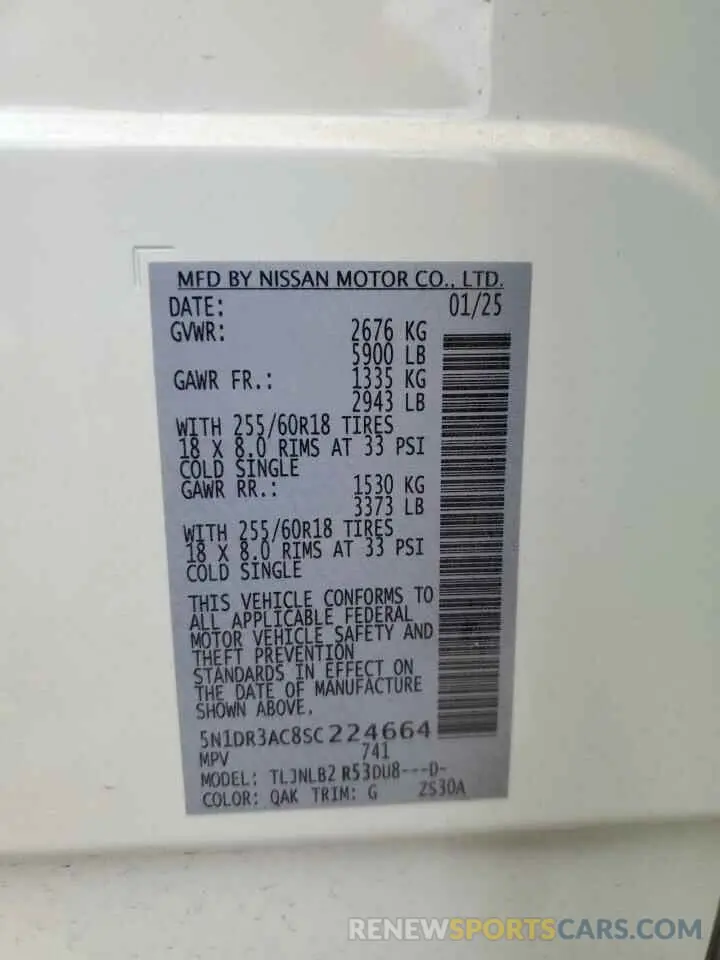 MFD BY NISSAN MOTOR CO., LTD.
DATE: 01/25
GVWR: 2676 KG
5900 LB
GAWR FR.: 1335 KG
2943 LB
WITH 255/60R18 TIRES
18 X 8.0 RIMS AT 33 PSI
COLD SINGLE
GAWR RR.: 1530 KG
3373 LB
WITH 255/60R18 TIRES
18 X 8.0 RIMS AT 33 PSI
COLD SINGLE
THIS VEHICLE CONFORMS TO
ALL APPLICABLE FEDERAL
MOTOR VEHICLE SAFETY AND
THEFT PREVENTION
STANDARDS IN EFFECT ON
THE DATE OF MANUFACTURE
SHOWN ABOVE.
5N1DR3AC8SC224664
MPV 741
MODEL: TLJNLB2 R53DU8---D-
COLOR: QAK TRIM: G 2S30A
RENEWSPORTSCARS.COM